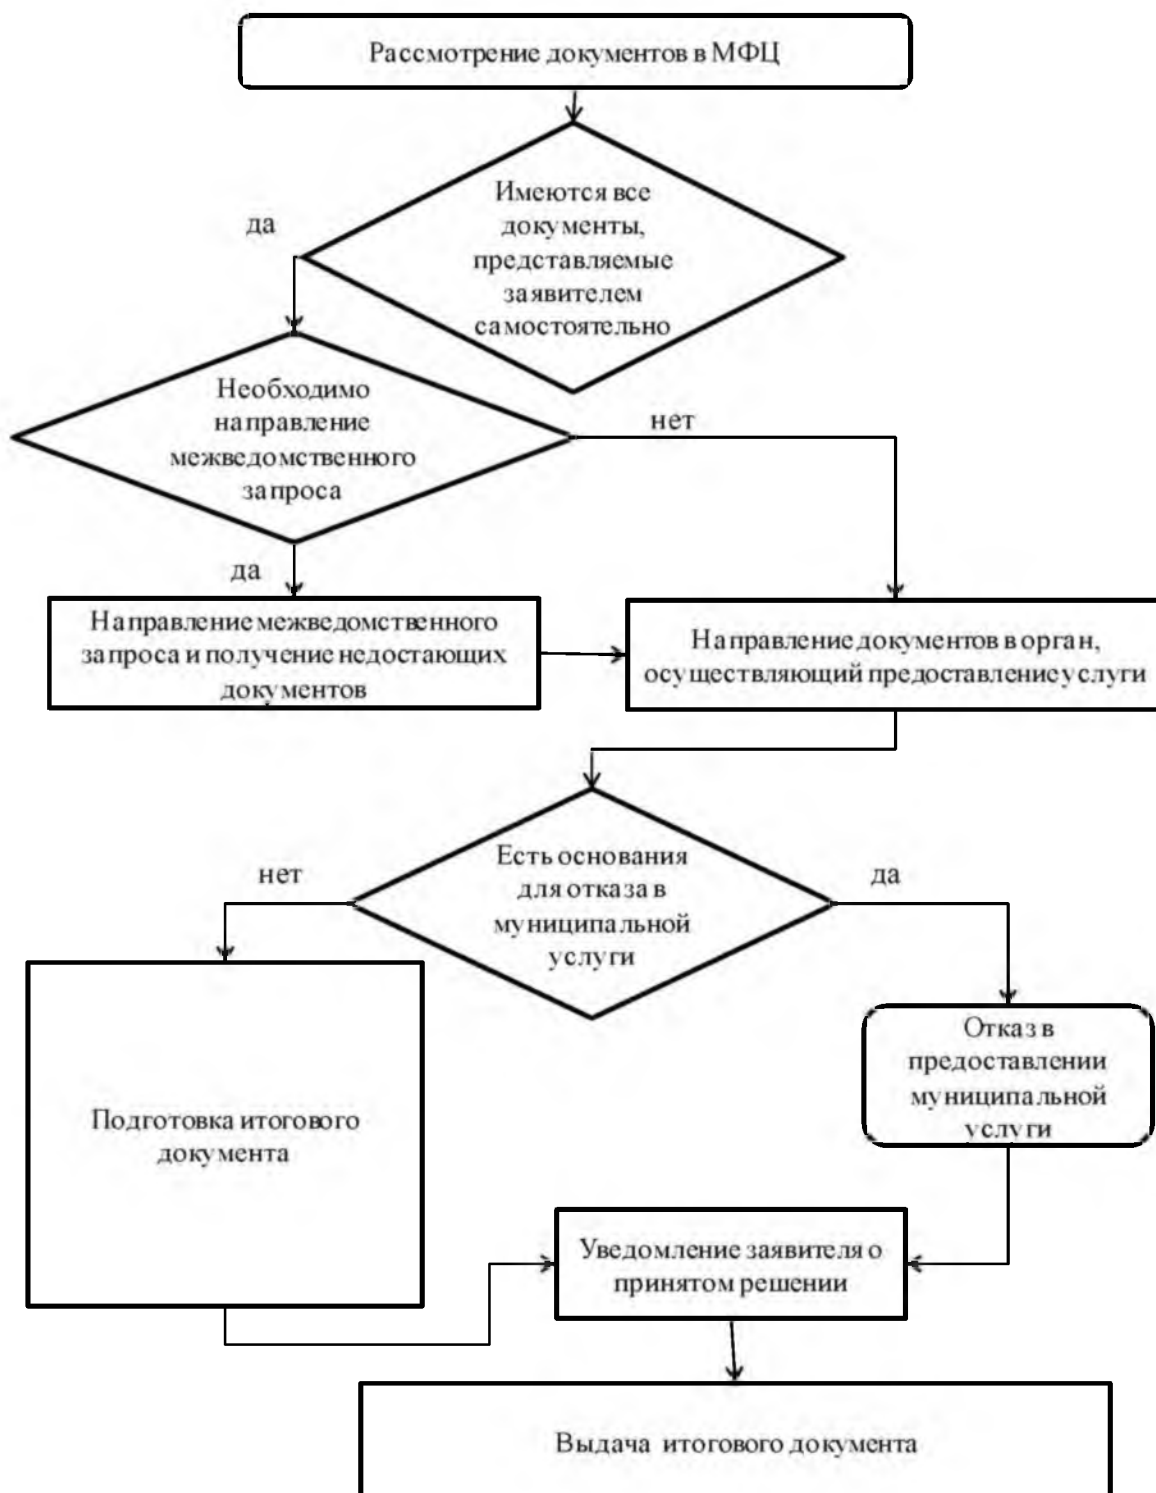 Рассмотрение документов в МФЦ
Имеются все
документы,
представляемые
заявителем
самостоятельно
да
Необходимо
направление
межведомственного
запроса
нет
да
Направление межведомственного
запроса и получение недостающих
документов
Направление документов в орган,
осуществляющий предоставление услуги
Есть основания
для отказа в
муниципальной
услуги
нет
да
Отказ в
предоставлении
муниципальной
услуги
Подготовка итогового
документа
Уведомление заявителя о
принятом решении
Выдача итогового документа